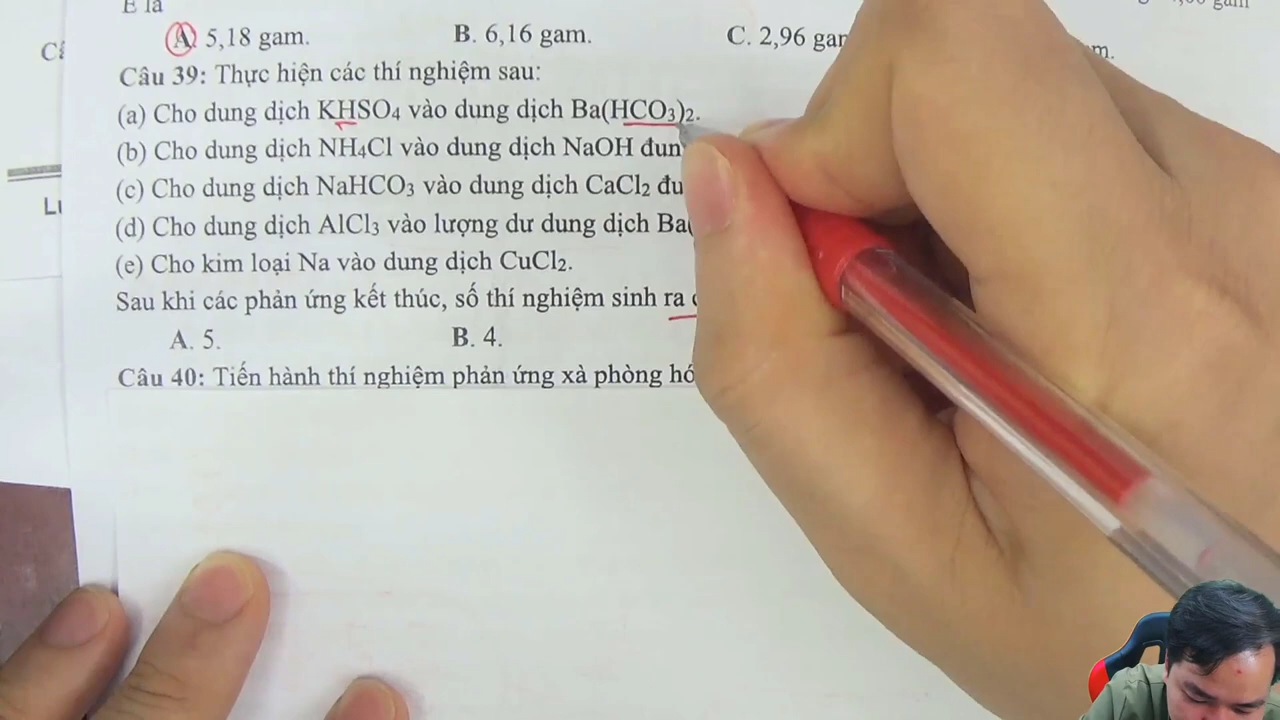 E là
A. 5,18 gam. B. 6,16 gam. C. 2,96 gam
Câu 39: Thực hiện các thí nghiệm sau:
(a) Cho dung dịch KHSO₄ vào dung dịch Ba(HCO₃)₂.
(b) Cho dung dịch NH₄Cl vào dung dịch NaOH đun
(c) Cho dung dịch NaHCO₃ vào dung dịch CaCl₂ đu
(d) Cho dung dịch AlCl₃ vào lượng dư dung dịch Ba(
(e) Cho kim loại Na vào dung dịch CuCl₂.
Sau khi các phản ứng kết thúc, số thí nghiệm sinh ra
A. 5. B. 4.
Câu 40: Tiến hành thí nghiệm phản ứng xà phòng hó